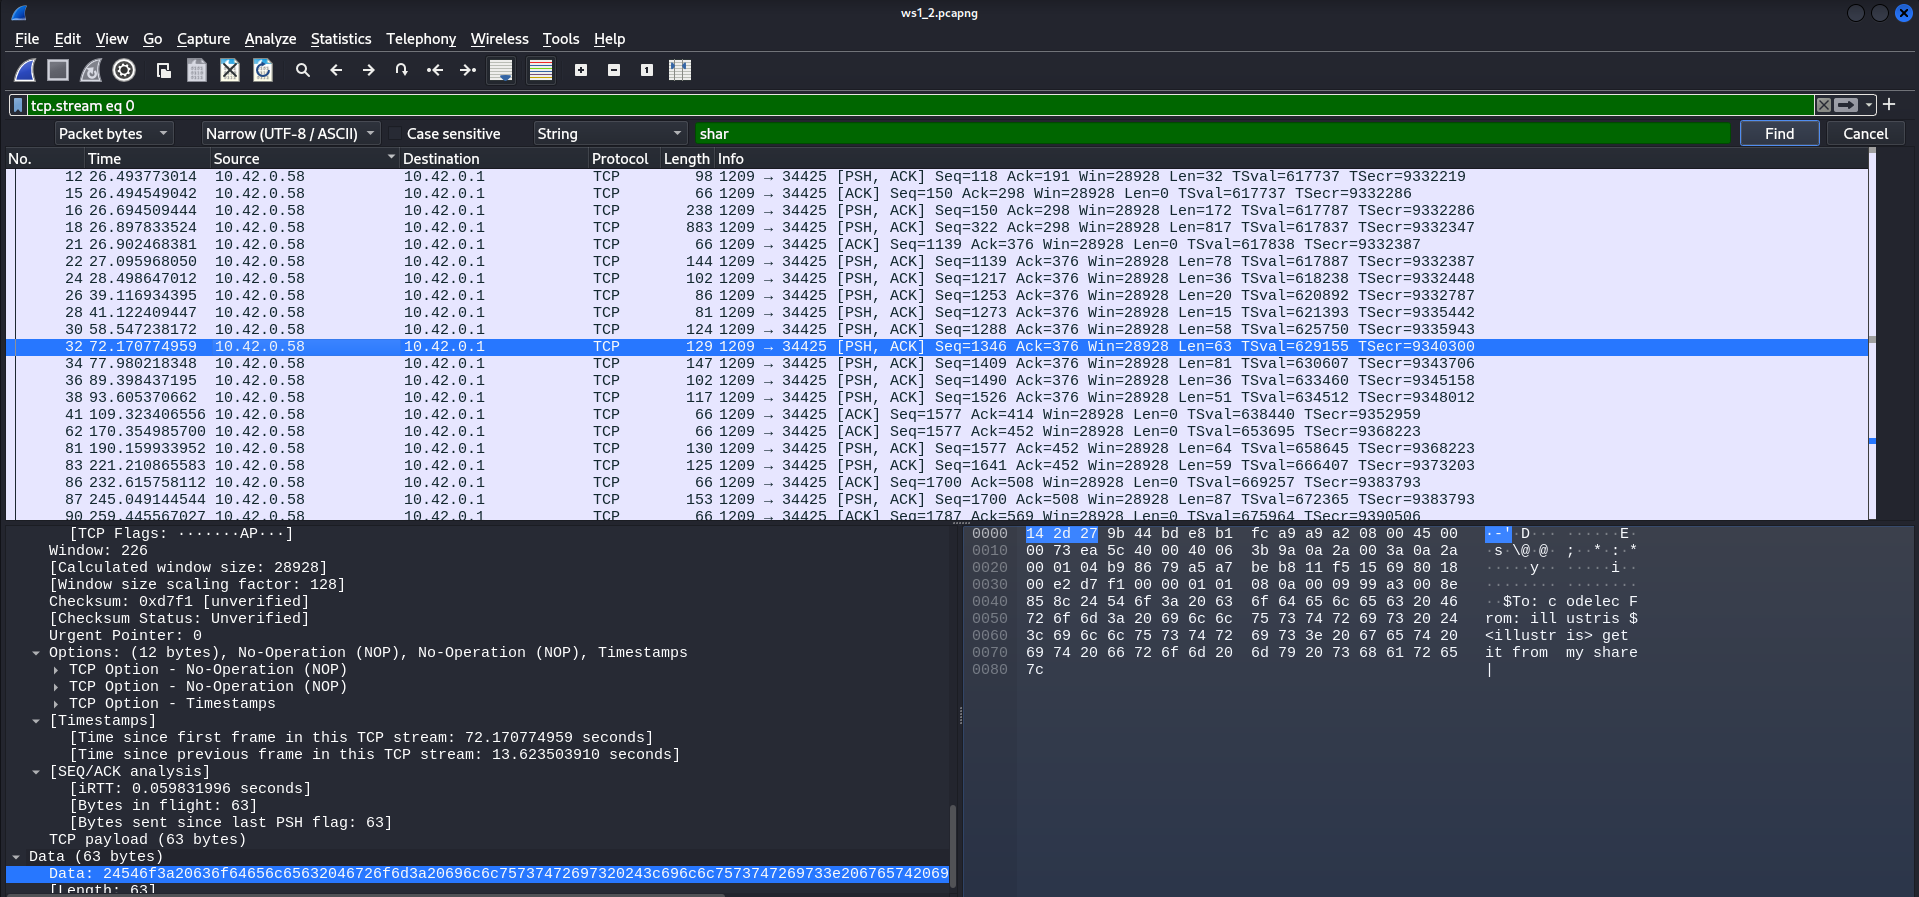 ws1_2.pcapng
File Edit View Go Capture Analyze Statistics Telephony Wireless Tools Help
tcp.stream eq 0
Packet bytes Narrow (UTF-8 / ASCII) Case sensitive String shar Find Cancel
No. Time Source Destination Protocol Length Info
12 26.493773014 10.42.0.58 10.42.0.1 TCP 98 1209 → 34425 [PSH, ACK] Seq=118 Ack=191 Win=28928 Len=32 TSval=617737 TSecr=9332219
15 26.494549042 10.42.0.58 10.42.0.1 TCP 66 1209 → 34425 [ACK] Seq=150 Ack=298 Win=28928 Len=0 TSval=617737 TSecr=9332286
16 26.694509444 10.42.0.58 10.42.0.1 TCP 238 1209 → 34425 [PSH, ACK] Seq=150 Ack=298 Win=28928 Len=172 TSval=617787 TSecr=9332286
18 26.897833524 10.42.0.58 10.42.0.1 TCP 883 1209 → 34425 [PSH, ACK] Seq=322 Ack=298 Win=28928 Len=817 TSval=617837 TSecr=9332347
21 26.902468381 10.42.0.58 10.42.0.1 TCP 66 1209 → 34425 [ACK] Seq=1139 Ack=376 Win=28928 Len=0 TSval=617838 TSecr=9332387
22 27.095968050 10.42.0.58 10.42.0.1 TCP 144 1209 → 34425 [PSH, ACK] Seq=1139 Ack=376 Win=28928 Len=78 TSval=617887 TSecr=9332387
24 28.498647012 10.42.0.58 10.42.0.1 TCP 102 1209 → 34425 [PSH, ACK] Seq=1217 Ack=376 Win=28928 Len=36 TSval=618238 TSecr=9332448
26 39.116934395 10.42.0.58 10.42.0.1 TCP 86 1209 → 34425 [PSH, ACK] Seq=1253 Ack=376 Win=28928 Len=20 TSval=620892 TSecr=9332787
28 41.122409447 10.42.0.58 10.42.0.1 TCP 81 1209 → 34425 [PSH, ACK] Seq=1273 Ack=376 Win=28928 Len=15 TSval=621393 TSecr=9335442
30 58.547238172 10.42.0.58 10.42.0.1 TCP 124 1209 → 34425 [PSH, ACK] Seq=1288 Ack=376 Win=28928 Len=58 TSval=625750 TSecr=9335943
32 72.170774959 10.42.0.58 10.42.0.1 TCP 129 1209 → 34425 [PSH, ACK] Seq=1346 Ack=376 Win=28928 Len=63 TSval=629155 TSecr=9340300
34 77.980218348 10.42.0.58 10.42.0.1 TCP 147 1209 → 34425 [PSH, ACK] Seq=1409 Ack=376 Win=28928 Len=81 TSval=630607 TSecr=9343706
36 89.398437195 10.42.0.58 10.42.0.1 TCP 102 1209 → 34425 [PSH, ACK] Seq=1490 Ack=376 Win=28928 Len=36 TSval=633460 TSecr=9345158
38 93.605370662 10.42.0.58 10.42.0.1 TCP 117 1209 → 34425 [PSH, ACK] Seq=1526 Ack=376 Win=28928 Len=51 TSval=634512 TSecr=9348012
41 109.323406556 10.42.0.58 10.42.0.1 TCP 66 1209 → 34425 [ACK] Seq=1577 Ack=414 Win=28928 Len=0 TSval=638440 TSecr=9352959
62 170.354985700 10.42.0.58 10.42.0.1 TCP 66 1209 → 34425 [ACK] Seq=1577 Ack=452 Win=28928 Len=0 TSval=653695 TSecr=9368223
81 190.159933952 10.42.0.58 10.42.0.1 TCP 130 1209 → 34425 [PSH, ACK] Seq=1577 Ack=452 Win=28928 Len=64 TSval=658645 TSecr=9368223
83 221.210865583 10.42.0.58 10.42.0.1 TCP 125 1209 → 34425 [PSH, ACK] Seq=1641 Ack=452 Win=28928 Len=59 TSval=666407 TSecr=9373203
86 232.615758112 10.42.0.58 10.42.0.1 TCP 66 1209 → 34425 [ACK] Seq=1700 Ack=508 Win=28928 Len=0 TSval=669257 TSecr=9383793
87 245.049144544 10.42.0.58 10.42.0.1 TCP 153 1209 → 34425 [PSH, ACK] Seq=1700 Ack=508 Win=28928 Len=87 TSval=672365 TSecr=9383793
90 259.445567027 10.42.0.58 10.42.0.1 TCP 66 1209 → 34425 [ACK] Seq=1787 Ack=569 Win=28928 Len=0 TSval=675964 TSecr=9390506
[TCP Flags: ·······AP···]
Window: 226
[Calculated window size: 28928]
[Window size scaling factor: 128]
Checksum: 0xd7f1 [unverified]
[Checksum Status: Unverified]
Urgent Pointer: 0
Options: (12 bytes), No-Operation (NOP), No-Operation (NOP), Timestamps
TCP Option - No-Operation (NOP)
TCP Option - No-Operation (NOP)
TCP Option - Timestamps
[Timestamps]
[Time since first frame in this TCP stream: 72.170774959 seconds]
[Time since previous frame in this TCP stream: 13.623503910 seconds]
[SEQ/ACK analysis]
[iRTT: 0.059831996 seconds]
[Bytes in flight: 63]
[Bytes sent since last PSH flag: 63]
TCP payload (63 bytes)
Data (63 bytes)
Data: 24546f3a20636f64656c65632046726f6d3a20696c6c75737472697320243c696c6c7573747269733e206765742069
[Length: 63]
0000 14 2d 27 9b 44 bd e8 b1 fc a9 a9 a2 08 00 45 00 ·-'·D··· ······E·
0010 00 73 ea 5c 40 00 40 06 3b 9a 0a 2a 00 3a 0a 2a ·s·\@·@· ;··*·:·*
0020 00 01 04 b9 86 79 a5 a7 be b8 11 f5 15 69 80 18 ·····y·· ·····i··
0030 00 e2 d7 f1 00 00 01 01 08 0a 00 09 99 a3 00 8e ········ ········
0040 85 8c 24 54 6f 3a 20 63 6f 64 65 6c 65 63 20 46 ··$To: c odelec F
0050 72 6f 6d 3a 20 69 6c 6c 75 73 74 72 69 73 20 24 rom: ill ustris $
0060 3c 69 6c 6c 75 73 74 72 69 73 3e 20 67 65 74 20 <illustr is> get
0070 69 74 20 66 72 6f 6d 20 6d 79 20 73 68 61 72 65 it from my share
0080 7c |